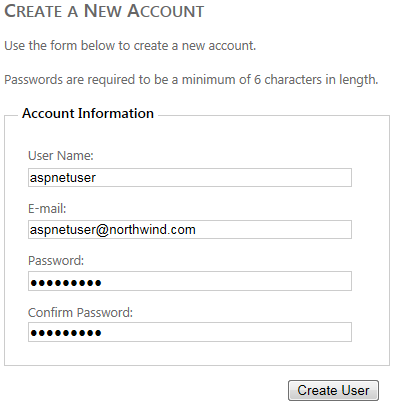 Create a New Account
Use the form below to create a new account.
Passwords are required to be a minimum of 6 characters in length.
Account Information
User Name:
aspnetuser
E-mail:
aspnetuser@northwind.com
Password:
●●●●●●●●●
Confirm Password:
●●●●●●●●●
Create User